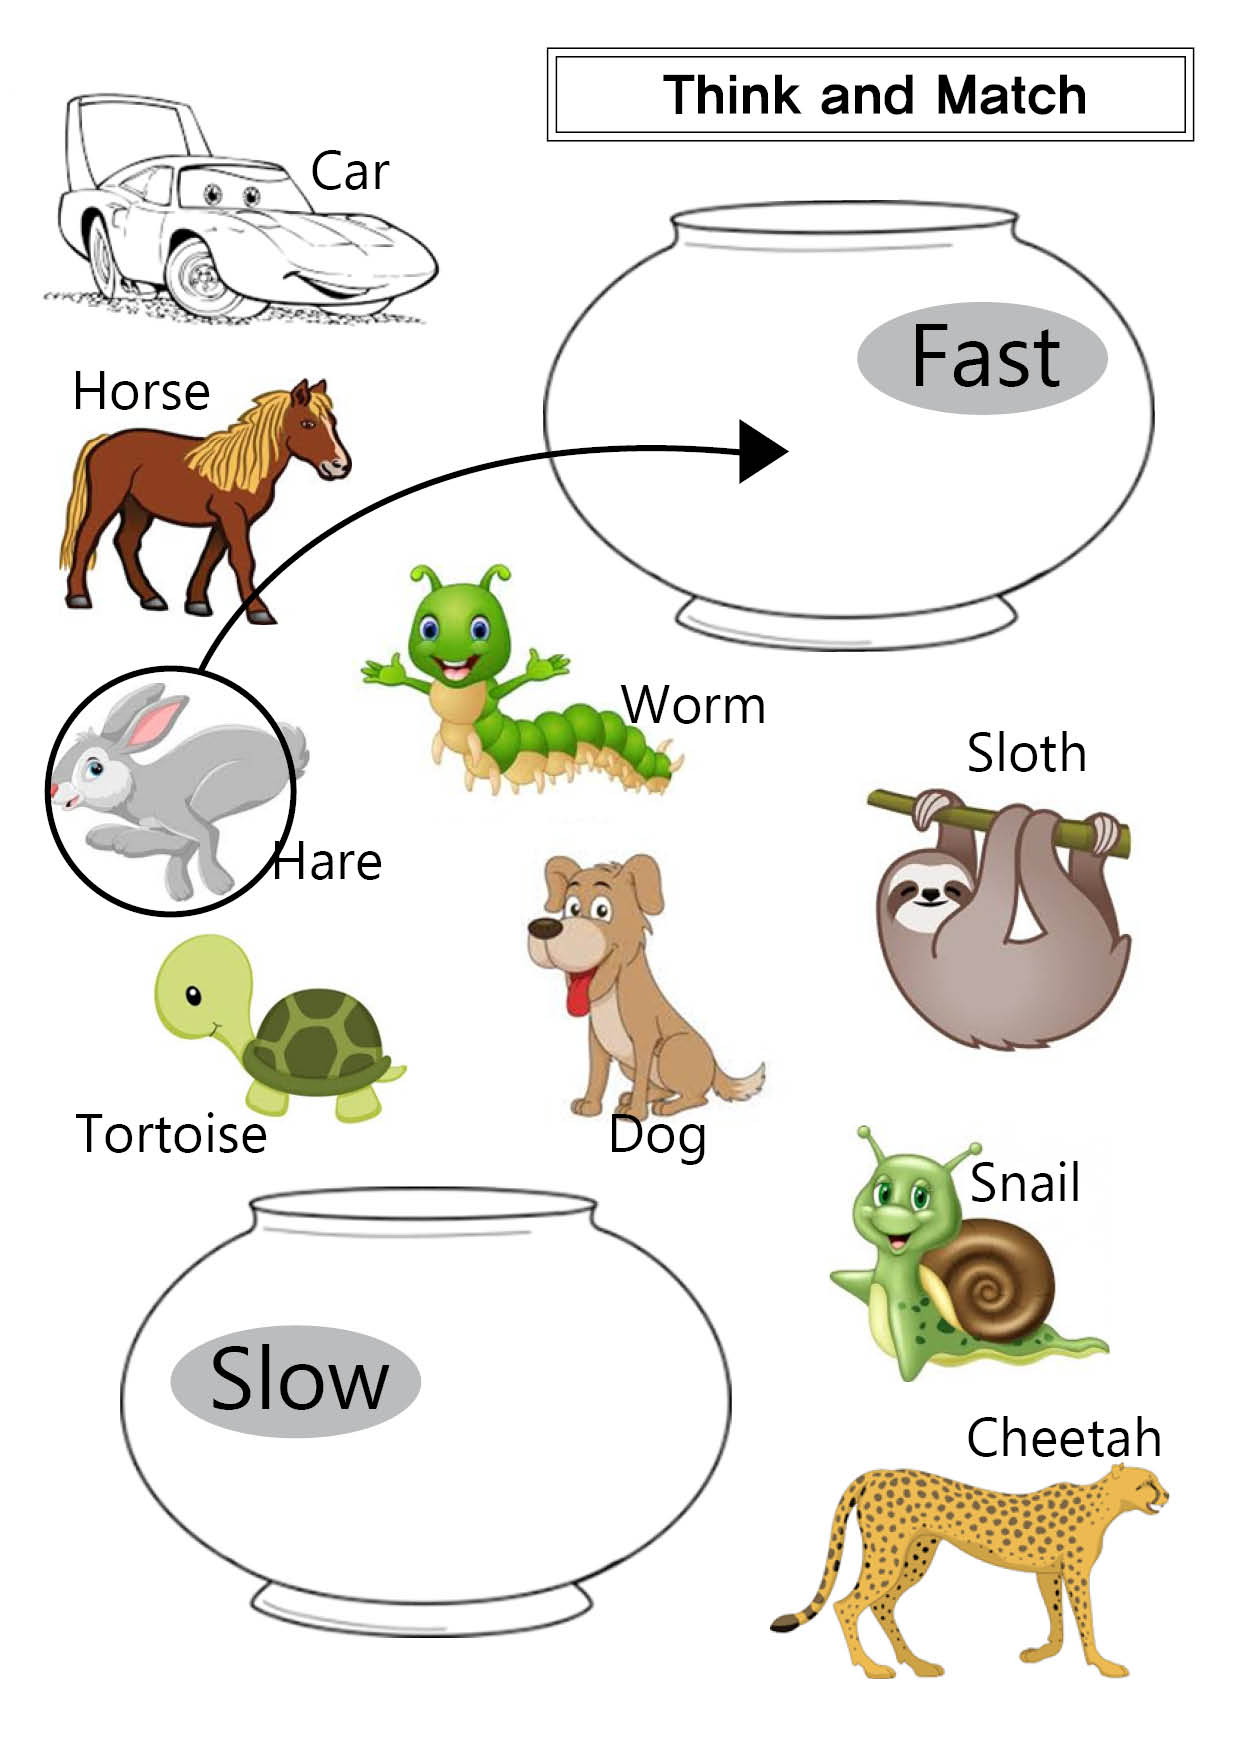 Think and Match
Car
Fast
Horse
Worm
Sloth
Hare
Tortoise
Dog
Snail
Slow
Cheetah